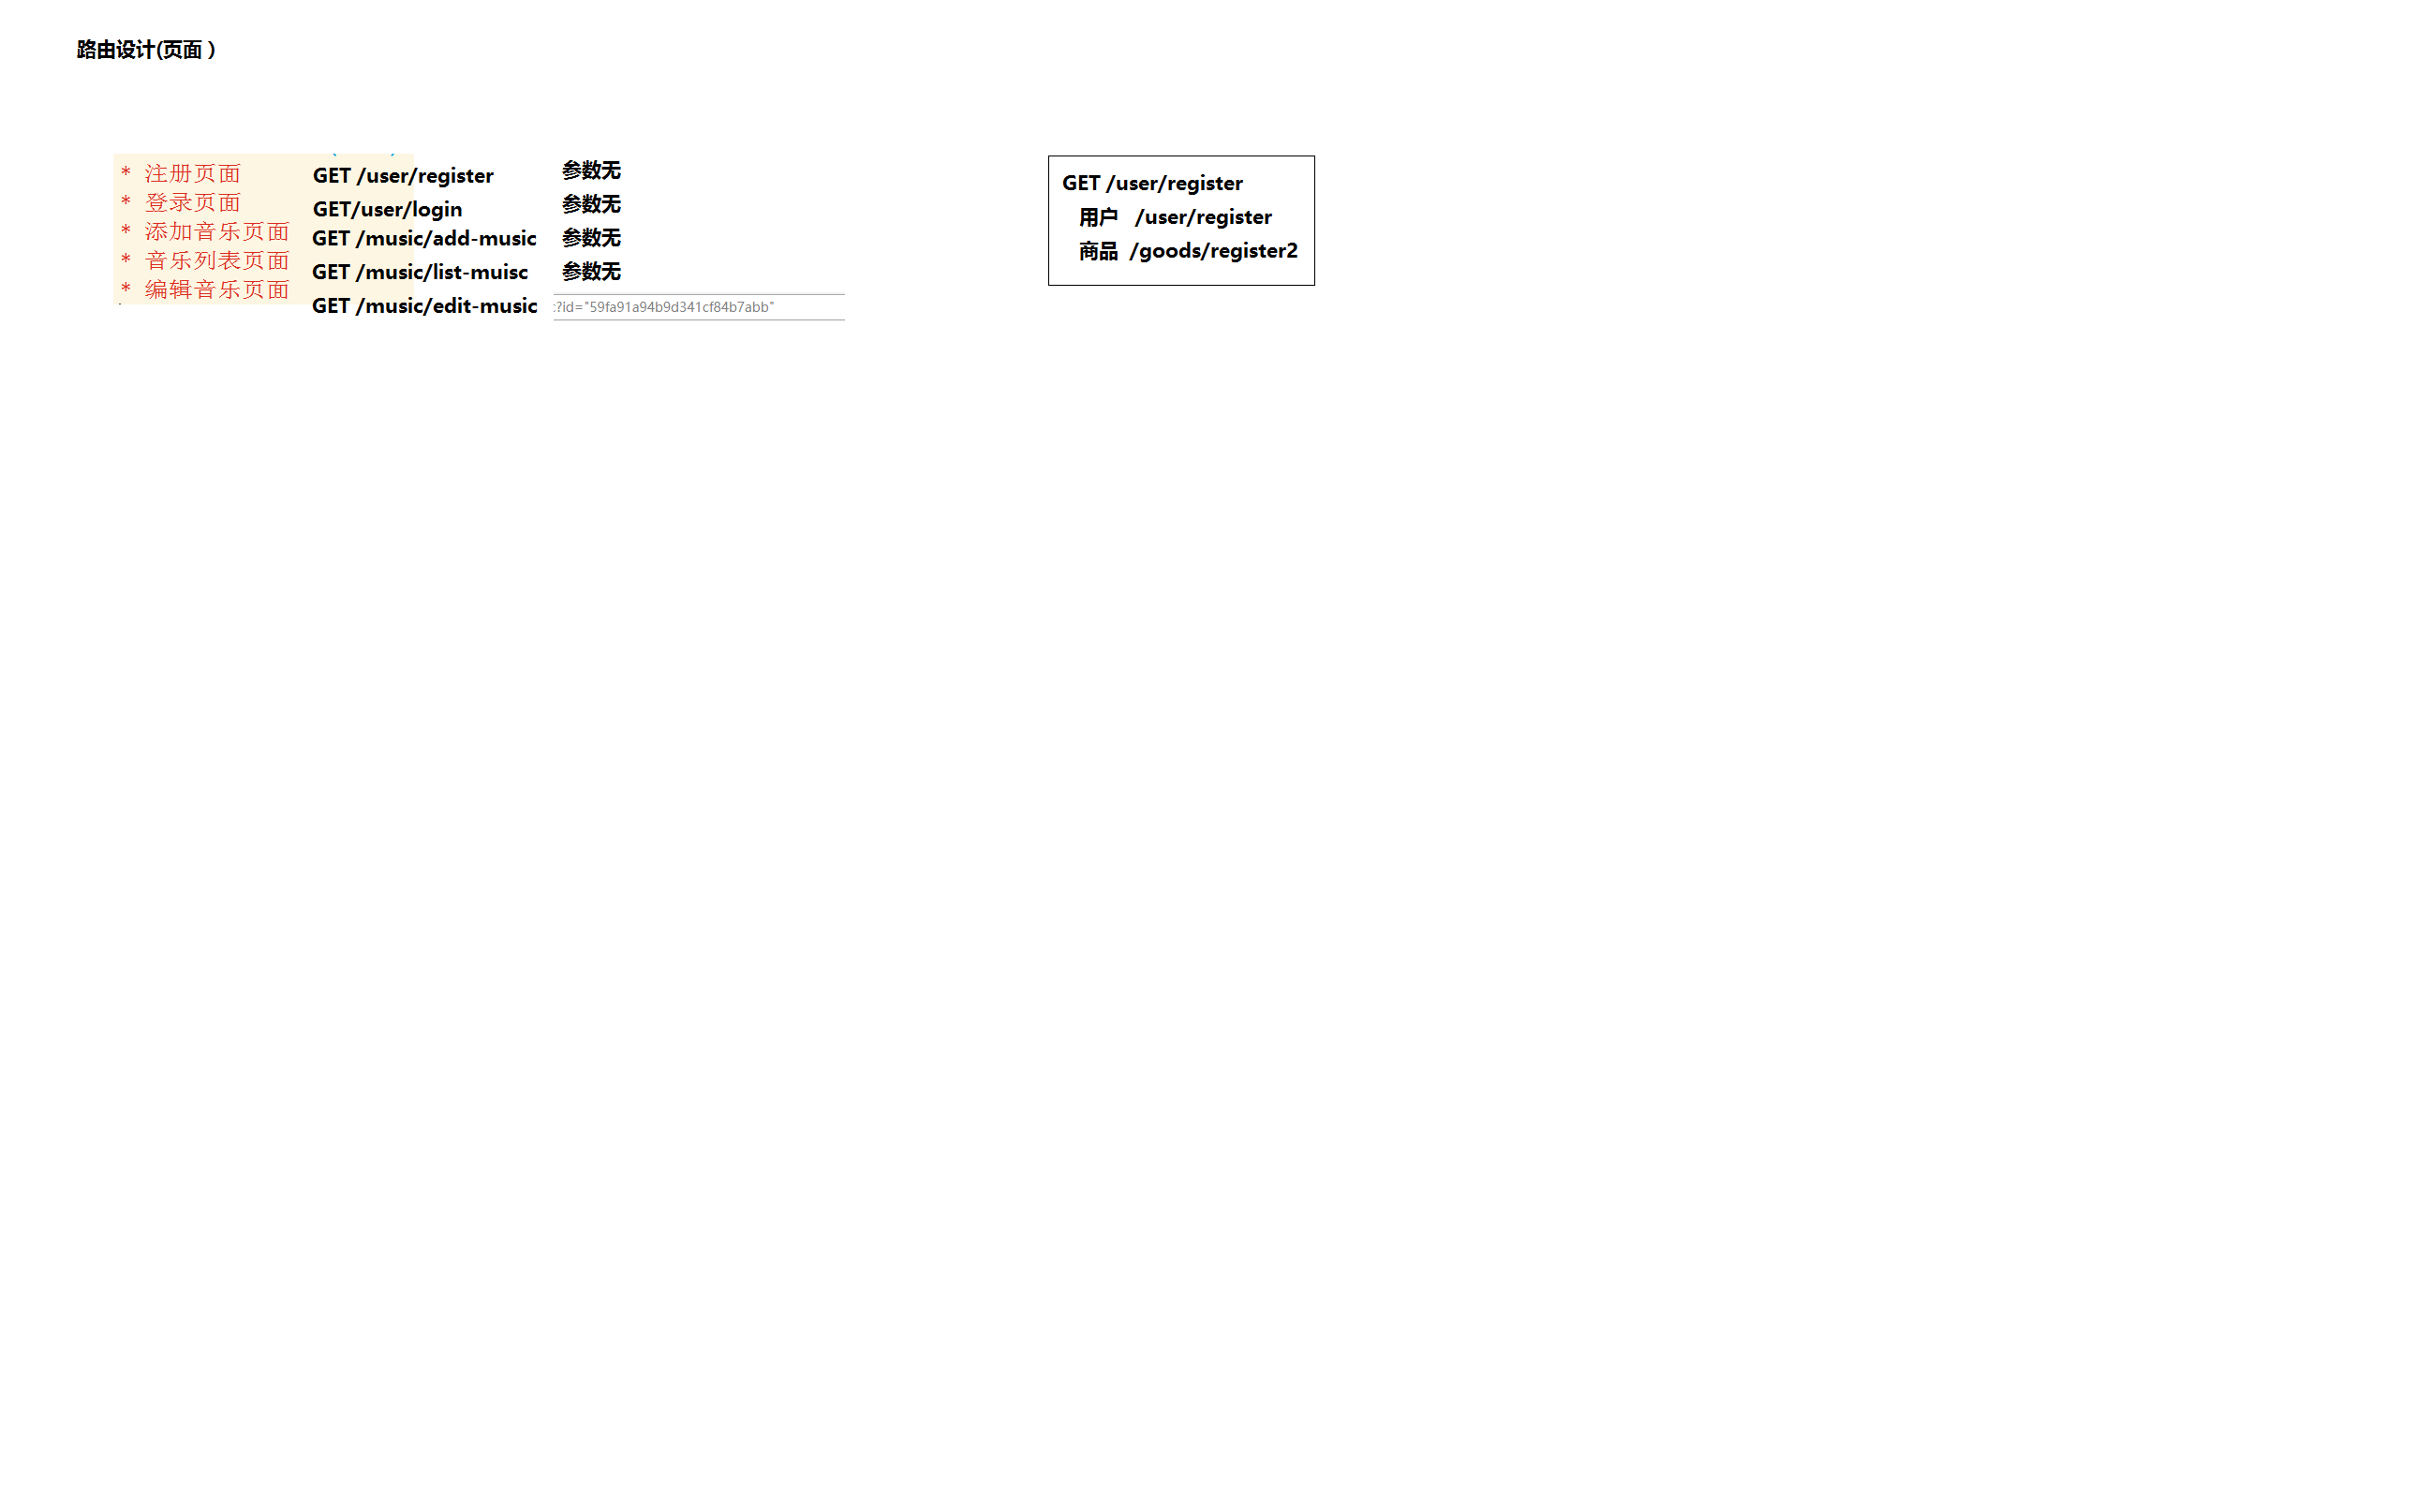 路由设计(页面 )
* 注册页面 GET /user/register 参数无
* 登录页面 GET/user/login 参数无
* 添加音乐页面 GET /music/add-music 参数无
* 音乐列表页面 GET /music/list-muisc 参数无
* 编辑音乐页面 GET /music/edit-music :?id="59fa91a94b9d341cf84b7abb"
GET /user/register
用户 /user/register
商品 /goods/register2